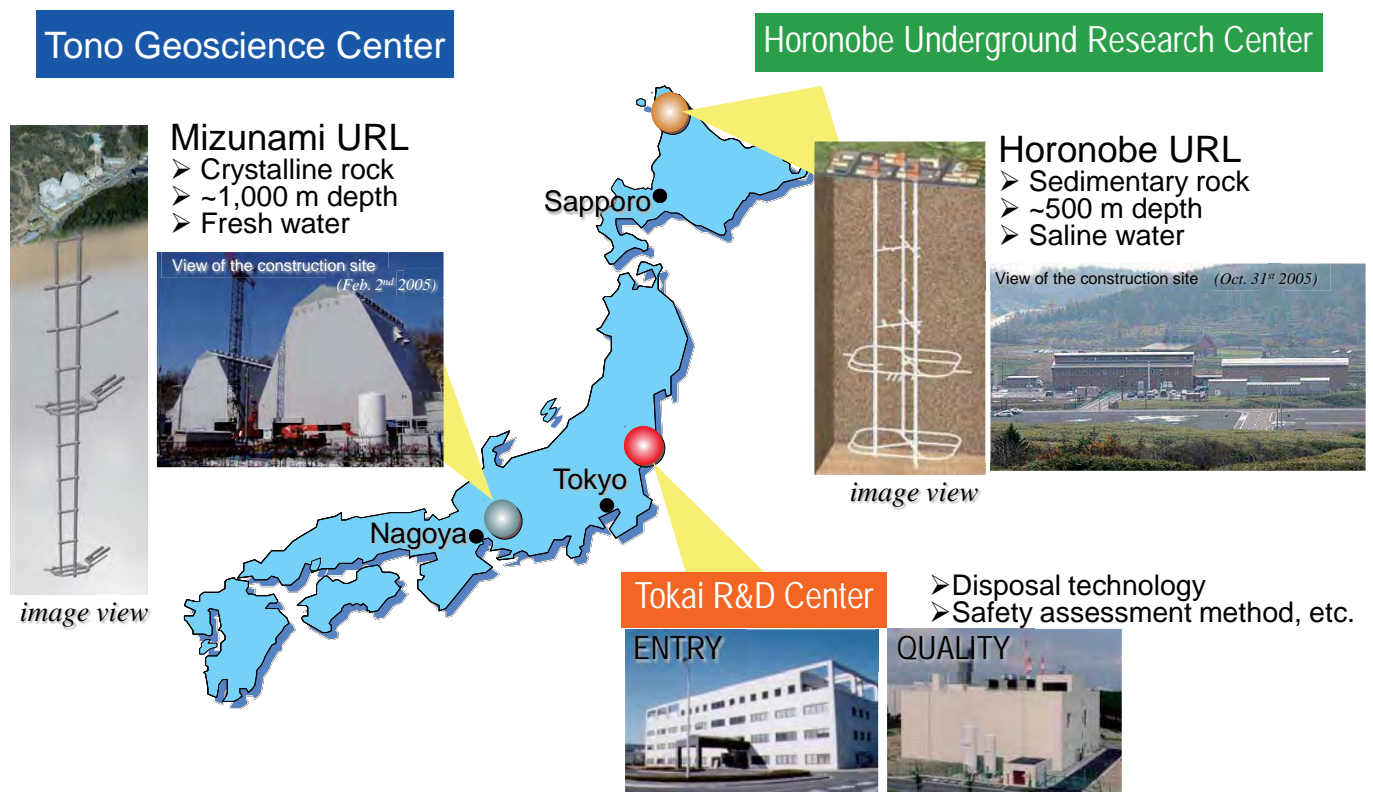 Tono Geoscience Center
Horonobe Underground Research Center
Mizunami URL
➢ Crystalline rock
➢ ~1,000 m depth
➢ Fresh water
View of the construction site
(Feb. 2nd 2005)
image view
Horonobe URL
➢ Sedimentary rock
➢ ~500 m depth
➢ Saline water
View of the construction site (Oct. 31st 2005)
image view
Sapporo
Tokyo
Nagoya
Tokai R&D Center
➢Disposal technology
➢Safety assessment method, etc.
ENTRY
QUALITY